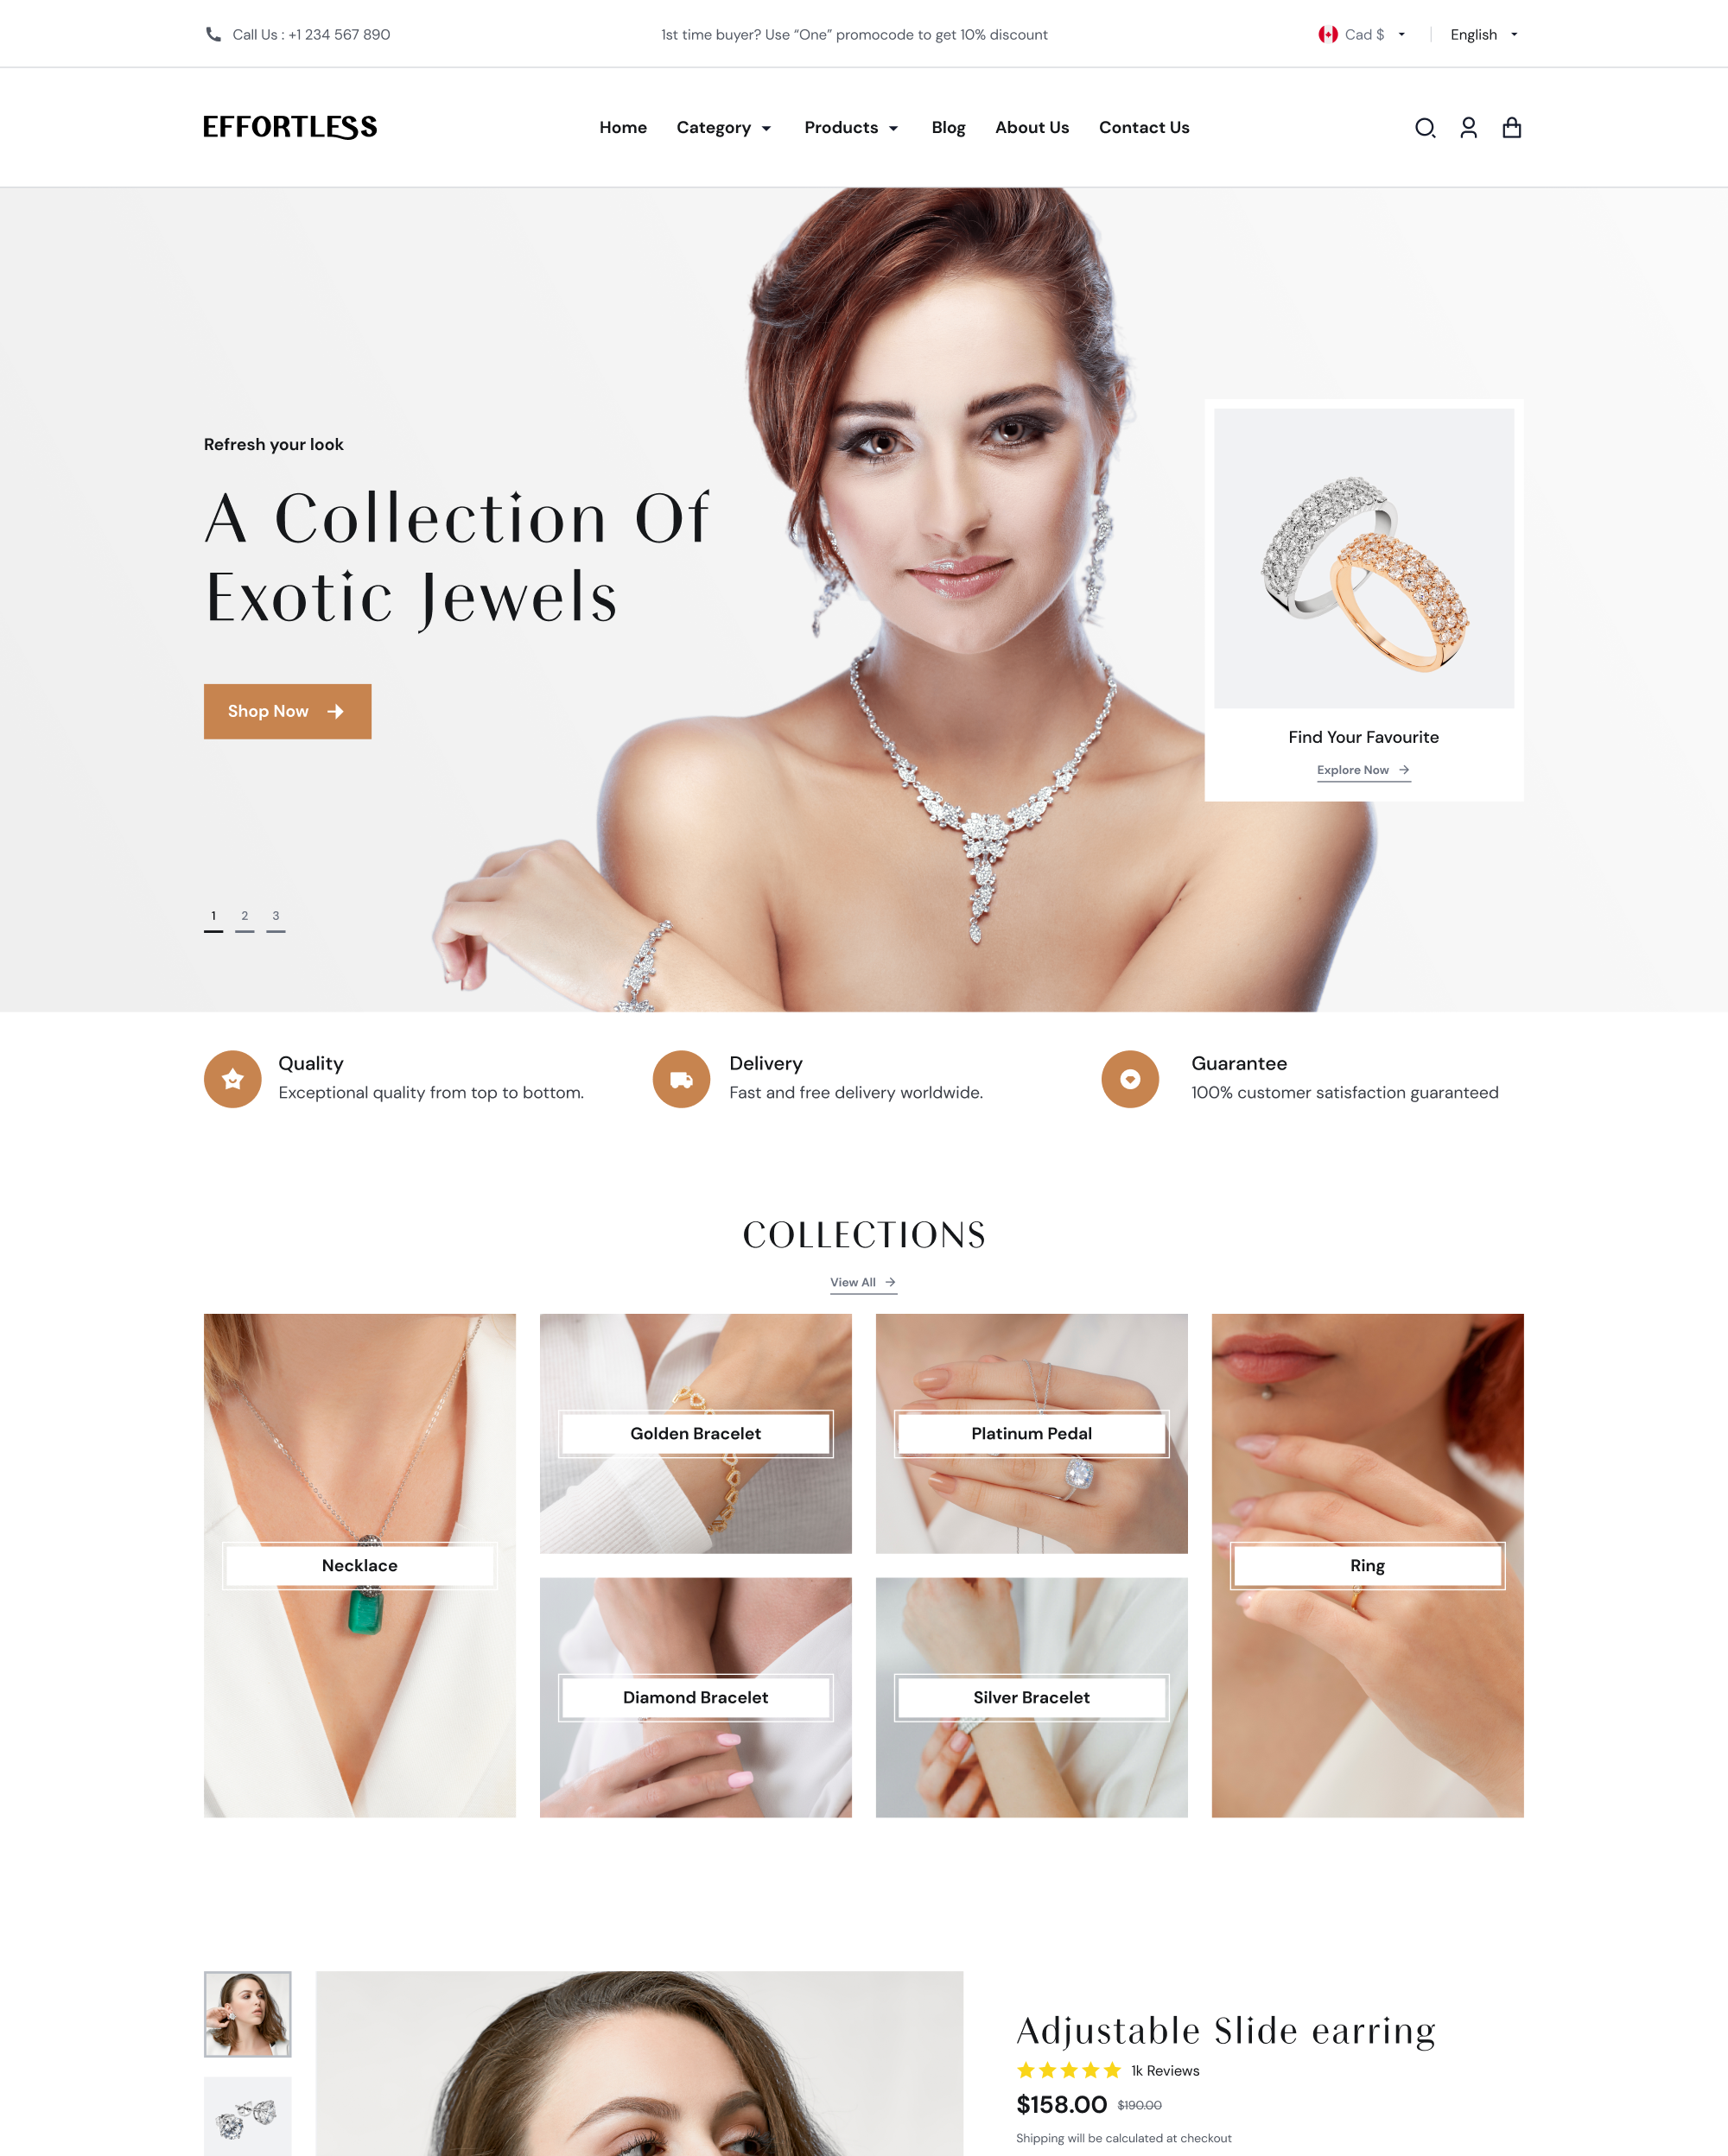 Call Us : +1 234 567 890
1st time buyer? Use “One” promocode to get 10% discount
Cad $
English
EFFORTLESS
Home
Category
Products
Blog
About Us
Contact Us
Refresh your look
A Collection Of
Exotic Jewels
Shop Now
Find Your Favourite
Explore Now
1 2 3
Quality
Exceptional quality from top to bottom.
Delivery
Fast and free delivery worldwide.
Guarantee
100% customer satisfaction guaranteed
COLLECTIONS
View All
Necklace
Golden Bracelet
Platinum Pedal
Ring
Diamond Bracelet
Silver Bracelet
Adjustable Slide earring
1k Reviews
$158.00 $190.00
Shipping will be calculated at checkout